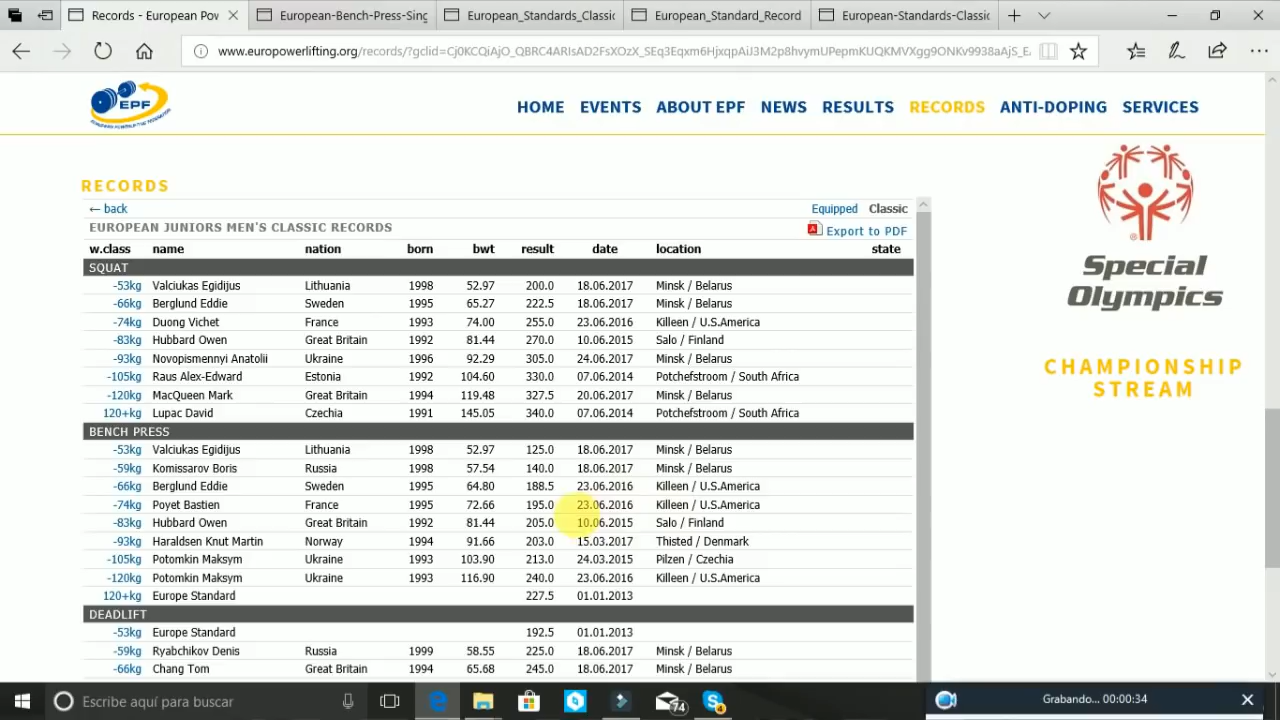 Records - European Pow
European-Bench-Press-Sing
European_Standards_Classic
European_Standard_Record
European-Standards-Classic
www.europowerlifting.org/records/?gclid=
EPF
HOME EVENTS ABOUT EPF NEWS RESULTS RECORDS ANTI-DOPING SERVICES
RECORDS
← back Equipped Classic
EUROPEAN JUNIORS MEN'S CLASSIC RECORDS Export to PDF
w.class name nation born bwt result date location state
SQUAT
-53kg Valciukas Egidijus Lithuania 1998 52.97 200.0 18.06.2017 Minsk / Belarus
-66kg Berglund Eddie Sweden 1995 65.27 222.5 18.06.2017 Minsk / Belarus
-74kg Duong Vichet France 1993 74.00 255.0 23.06.2016 Killeen / U.S.America
-83kg Hubbard Owen Great Britain 1992 81.44 270.0 10.06.2015 Salo / Finland
-93kg Novopismennyi Anatolii Ukraine 1996 92.29 305.0 24.06.2017 Minsk / Belarus
-105kg Raus Alex-Edward Estonia 1992 104.60 330.0 07.06.2014 Potchefstroom / South Africa
-120kg MacQueen Mark Great Britain 1994 119.48 327.5 20.06.2017 Minsk / Belarus
120+kg Lupac David Czechia 1991 145.05 340.0 07.06.2014 Potchefstroom / South Africa
BENCH PRESS
-53kg Valciukas Egidijus Lithuania 1998 52.97 125.0 18.06.2017 Minsk / Belarus
-59kg Komissarov Boris Russia 1998 57.54 140.0 18.06.2017 Minsk / Belarus
-66kg Berglund Eddie Sweden 1995 64.80 188.5 23.06.2016 Killeen / U.S.America
-74kg Poyet Bastien France 1995 72.66 195.0 23.06.2016 Killeen / U.S.America
-83kg Hubbard Owen Great Britain 1992 81.44 205.0 10.06.2015 Salo / Finland
-93kg Haraldsen Knut Martin Norway 1994 91.66 203.0 15.03.2017 Thisted / Denmark
-105kg Potomkin Maksym Ukraine 1993 103.90 213.0 24.03.2015 Pilzen / Czechia
-120kg Potomkin Maksym Ukraine 1993 116.90 240.0 23.06.2016 Killeen / U.S.America
120+kg Europe Standard 227.5 01.01.2013
DEADLIFT
-53kg Europe Standard 192.5 01.01.2013
-59kg Ryabchikov Denis Russia 1999 58.55 225.0 18.06.2017 Minsk / Belarus
-66kg Chang Tom Great Britain 1994 65.68 245.0 18.06.2017 Minsk / Belarus
Special
Olympics
CHAMPIONSHIP
STREAM
Escribe aquí para buscar
74
4
Grabando... 00:00:34